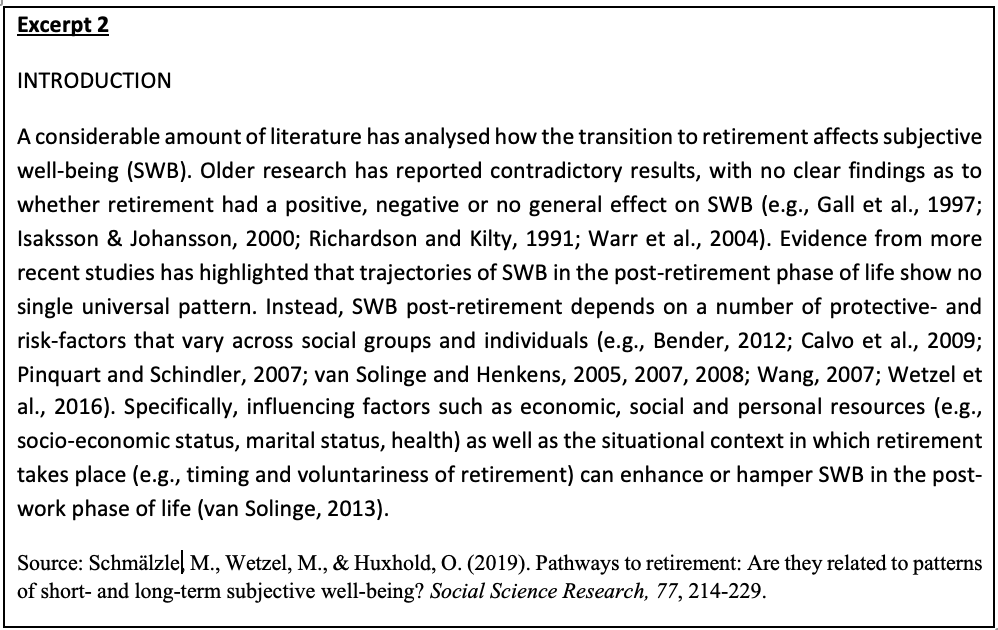 Excerpt 2
INTRODUCTION
A considerable amount of literature has analysed how the transition to retirement affects subjective
well-being (SWB). Older research has reported contradictory results, with no clear findings as to
whether retirement had a positive, negative or no general effect on SWB (e.g., Gall et al., 1997;
Isaksson & Johansson, 2000; Richardson and Kilty, 1991; Warr et al., 2004). Evidence from more
recent studies has highlighted that trajectories of SWB in the post-retirement phase of life show no
single universal pattern. Instead, SWB post-retirement depends on a number of protective- and
risk-factors that vary across social groups and individuals (e.g., Bender, 2012; Calvo et al., 2009;
Pinquart and Schindler, 2007; van Solinge and Henkens, 2005, 2007, 2008; Wang, 2007; Wetzel et
al., 2016). Specifically, influencing factors such as economic, social and personal resources (e.g.,
socio-economic status, marital status, health) as well as the situational context in which retirement
takes place (e.g., timing and voluntariness of retirement) can enhance or hamper SWB in the post-
work phase of life (van Solinge, 2013).
Source: Schmälzle, M., Wetzel, M., & Huxhold, O. (2019). Pathways to retirement: Are they related to patterns
of short- and long-term subjective well-being? Social Science Research, 77, 214-229.